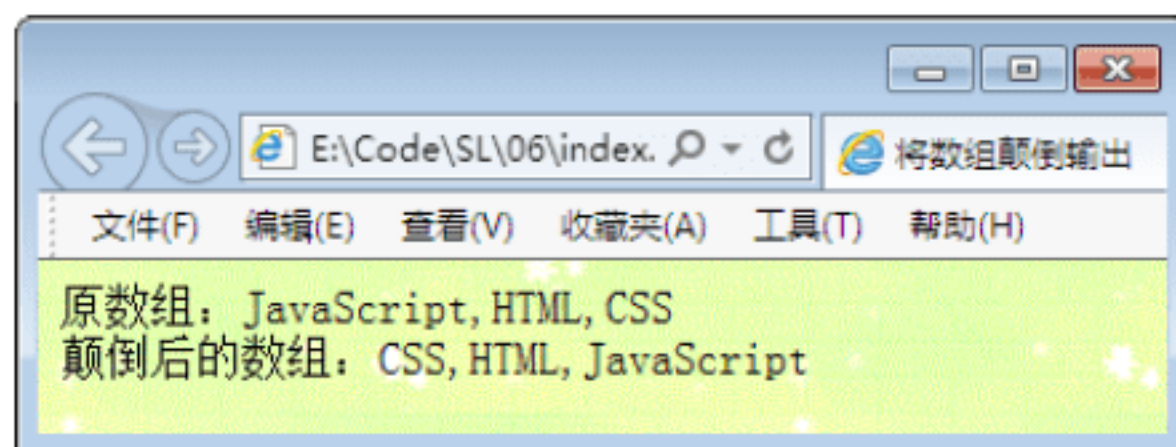 E:\Code\SL\06\index. 将数组颠倒输出
文件(F) 编辑(E) 查看(V) 收藏夹(A) 工具(T) 帮助(H)
原数组：JavaScript,HTML,CSS
颠倒后的数组：CSS,HTML,JavaScript